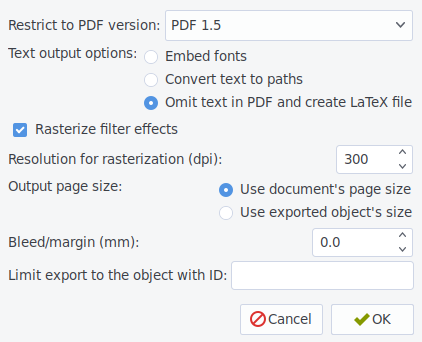 Restrict to PDF version: PDF 1.5
Text output options: Embed fonts
Convert text to paths
Omit text in PDF and create LaTeX file
Rasterize filter effects
Resolution for rasterization (dpi): 300
Output page size: Use document's page size
Use exported object's size
Bleed/margin (mm): 0.0
Limit export to the object with ID:
Cancel OK